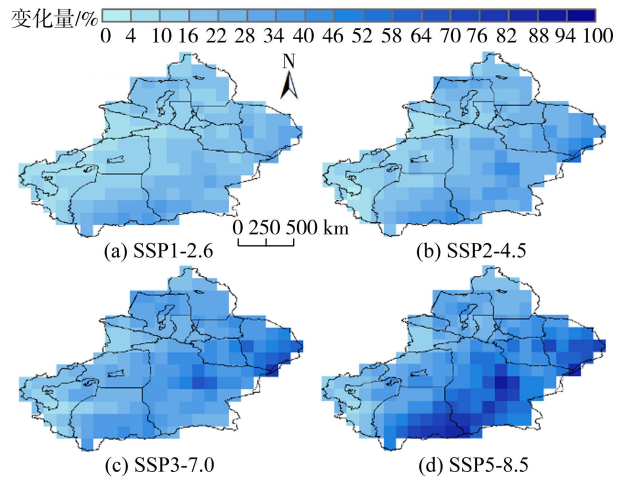 变化量/% 0 4 10 16 22 28 34 40 46 52 58 64 70 76 82 88 94 100
N
0 250 500 km
(a) SSP1-2.6
(b) SSP2-4.5
(c) SSP3-7.0
(d) SSP5-8.5